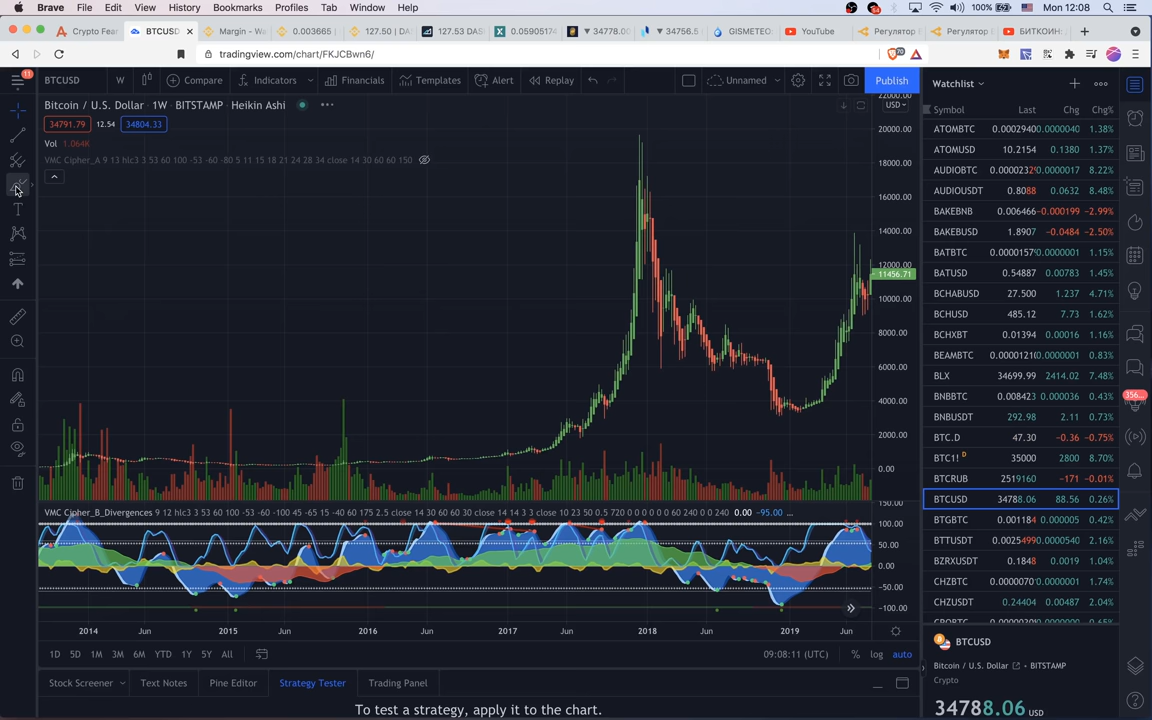 Brave File Edit View History Bookmarks Profiles Tab Window Help 100% Mon 12:08
Crypto Fear BTCUSD Margin - Wa 0.003665 | 127.50 | DA 127.53 DAS 0.05905174 34778.00 34756.5 GISMETEO: YouTube Регулятор Регулятор БИТКОИН:
tradingview.com/chart/FKJCBwn6/
BTCUSD W Compare Indicators Financials Templates Alert Replay Unnamed Publish
Bitcoin / U.S. Dollar 1W BITSTAMP Heikin Ashi
34791.79 12.54 34804.33
Vol 1.064K
VMC Cipher_A 9 13 hlc3 3 53 60 100 -53 -60 -80 5 11 15 18 21 24 28 34 close 14 30 60 60 150
USD
22000.00
20000.00
18000.00
16000.00
14000.00
12000.00
11456.71
10000.00
8000.00
6000.00
4000.00
2000.00
0.00
VMC Cipher_B_Divergences 9 12 hlc3 3 53 60 100 -53 -60 -100 45 65 -15 -40 60 175 2.5 close 14 30 60 close 14 14 3 3 close 10 23 50 0.5 720 0 0 0 0 0 60 240 0 0 240 0.00 −95.00 ...
150.00
100.00
50.00
0.00
−50.00
−100.00
2014 Jun 2015 Jun 2016 Jun 2017 Jun 2018 Jun 2019 Jun
1D 5D 1M 3M 6M YTD 1Y 5Y All 09:08:11 (UTC) % log auto
Stock Screener Text Notes Pine Editor Strategy Tester Trading Panel
To test a strategy, apply it to the chart.
Watchlist
Symbol Last Chg Chg%
ATOMBTC 0.0002940 0.0000040 1.38%
ATOMUSD 10.2154 0.1380 1.37%
AUDIOBTC 0.0000232 0.0000017 8.22%
AUDIOUSDT 0.8088 0.0632 8.48%
BAKEBNB 0.006466 -0.000199 -2.99%
BAKEBUSD 1.8907 -0.0484 -2.50%
BATBTC 0.0000157 0.0000001 1.15%
BATUSD 0.54887 0.00783 1.45%
BCHABUSD 27.500 1.237 4.71%
BCHUSD 485.12 7.73 1.62%
BCHXBT 0.01394 0.00016 1.16%
BEAMBTC 0.0000121 0.0000001 0.83%
BLX 34699.99 2414.02 7.48%
BNBBTC 0.008423 0.000036 0.43%
BNBUSDT 292.98 2.11 0.73%
BTC.D 47.30 −0.36 −0.75%
BTC1! D 35000 2800 8.70%
BTCRUB 2519160 −171 −0.01%
BTCUSD 34788.06 88.56 0.26%
BTGBTC 0.001184 0.000005 0.42%
BTTUSDT 0.0025499 0.0000540 2.16%
BZRXUSDT 0.1848 0.0019 1.04%
CHZBTC 0.0000070 0.0000001 1.74%
CHZUSDT 0.24404 0.00487 2.04%
BTCUSD
Bitcoin / U.S. Dollar BITSTAMP
Crypto
34788.06 USD